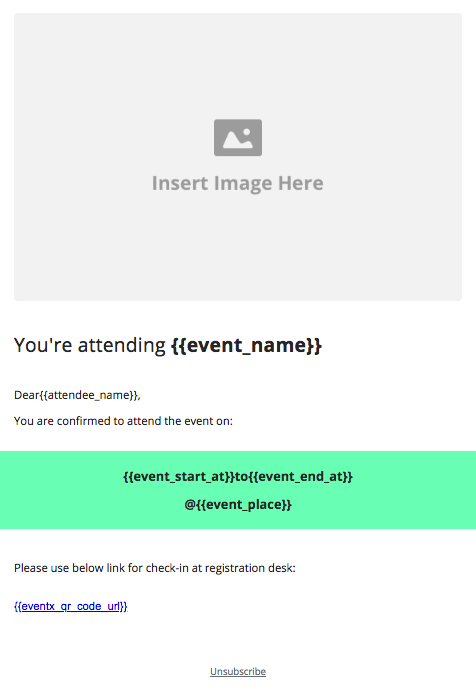 Insert Image Here
You're attending {{event_name}}
Dear{{attendee_name}},
You are confirmed to attend the event on:
{{event_start_at}}to{{event_end_at}}
@{{event_place}}
Please use below link for check-in at registration desk:
{{eventx_qr_code_url}}
Unsubscribe